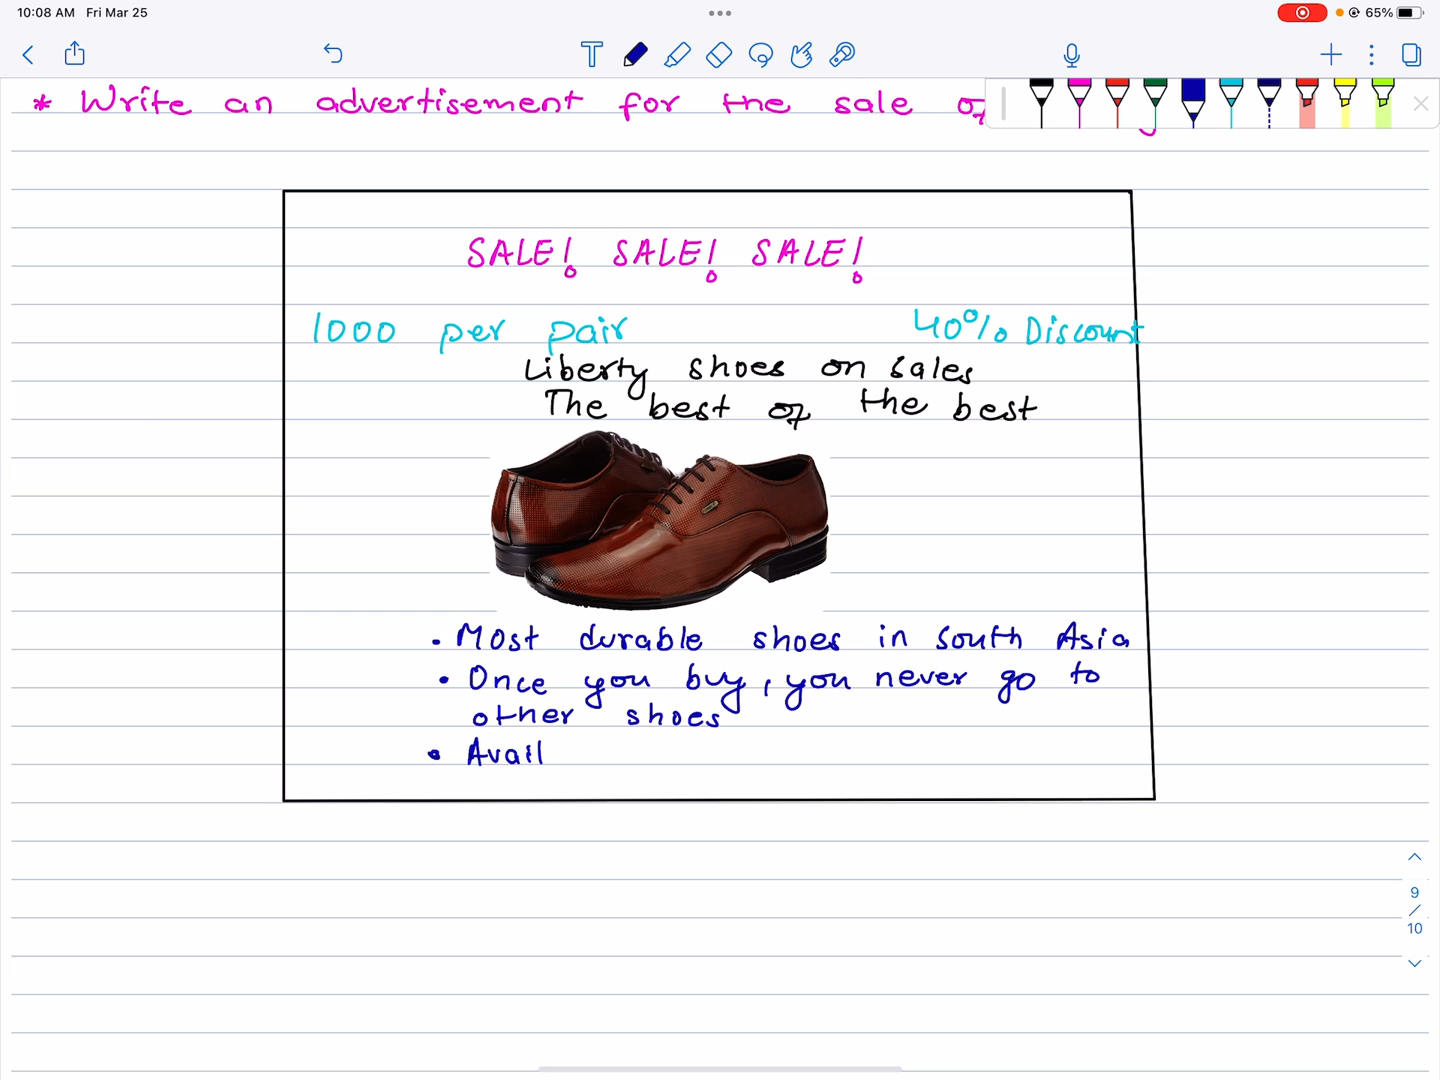 10:08 AM Fri Mar 25
65%
* Write an advertisement for the sale
SALE! SALE! SALE!
1000 per pair 40% Discount
Liberty shoes on sales
The best of the best
• Most durable shoes in South Asia
• Once you buy, you never go to
other shoes
• Avail
9
/
10